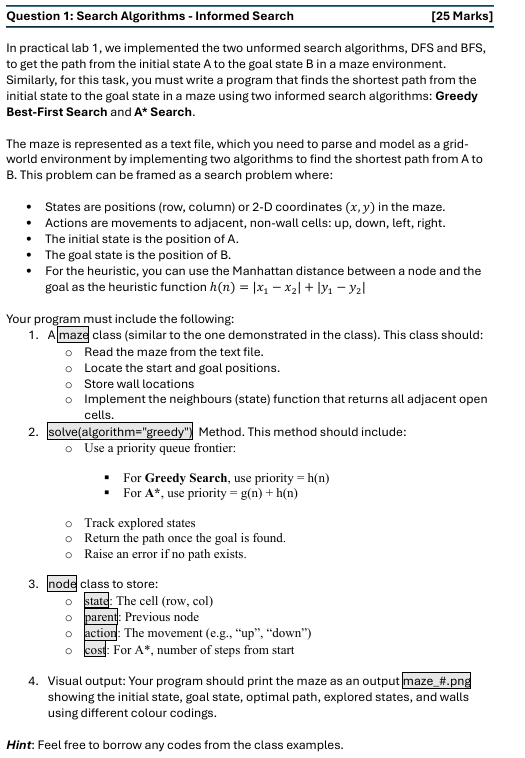 Question 1: Search Algorithms - Informed Search [25 Marks]
In practical lab 1, we implemented the two unformed search algorithms, DFS and BFS,
to get the path from the initial state A to the goal state B in a maze environment.
Similarly, for this task, you must write a program that finds the shortest path from the
initial state to the goal state in a maze using two informed search algorithms: Greedy
Best-First Search and A* Search.
The maze is represented as a text file, which you need to parse and model as a grid-
world environment by implementing two algorithms to find the shortest path from A to
B. This problem can be framed as a search problem where:
• States are positions (row, column) or 2-D coordinates (x, y) in the maze.
• Actions are movements to adjacent, non-wall cells: up, down, left, right.
• The initial state is the position of A.
• The goal state is the position of B.
• For the heuristic, you can use the Manhattan distance between a node and the
goal as the heuristic function h(n) = |x₁ − x₂| + |y₁ − y₂|
Your program must include the following:
1. A maze class (similar to the one demonstrated in the class). This class should:
o Read the maze from the text file.
o Locate the start and goal positions.
o Store wall locations
o Implement the neighbours (state) function that returns all adjacent open
cells.
2. solve(algorithm="greedy") Method. This method should include:
o Use a priority queue frontier:
▪ For Greedy Search, use priority = h(n)
▪ For A*, use priority = g(n) + h(n)
o Track explored states
o Return the path once the goal is found.
o Raise an error if no path exists.
3. node class to store:
o state: The cell (row, col)
o parent: Previous node
o action: The movement (e.g., “up”, “down”)
o cost: For A*, number of steps from start
4. Visual output: Your program should print the maze as an output maze_#.png
showing the initial state, goal state, optimal path, explored states, and walls
using different colour codings.
Hint: Feel free to borrow any codes from the class examples.